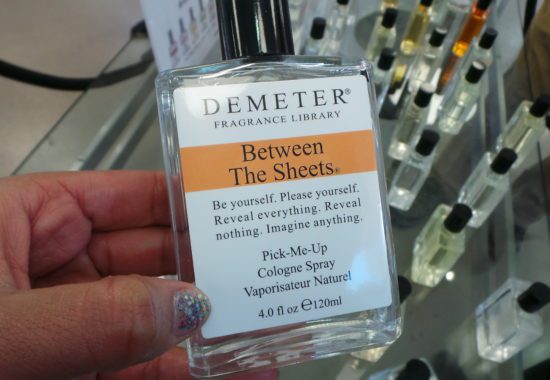 DEMETER®
FRAGRANCE LIBRARY
Between
The Sheets®
Be yourself. Please yourself.
Reveal everything. Reveal
nothing. Imagine anything.
Pick-Me-Up
Cologne Spray
Vaporisateur Naturel
4.0 fl oz ℮120ml